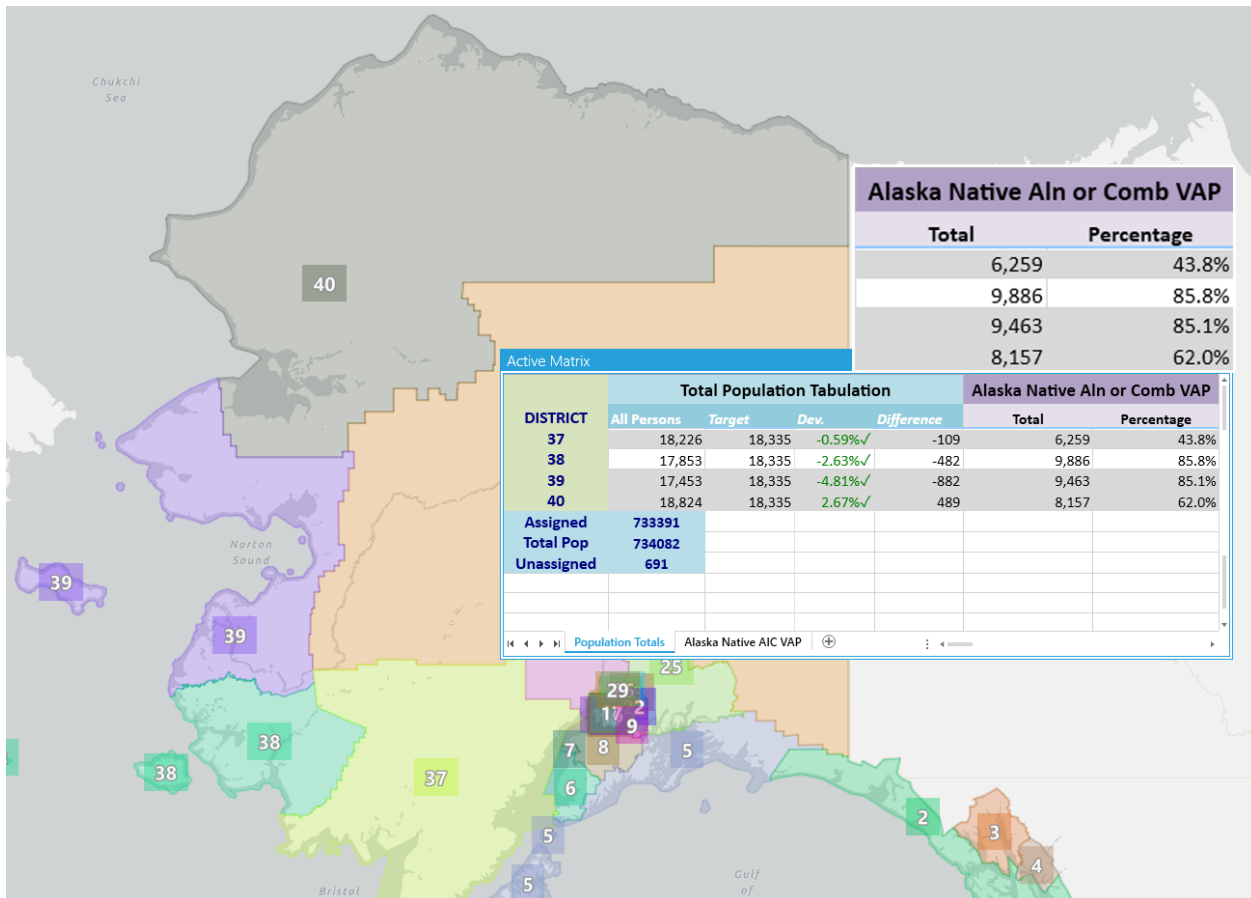 Chukchi
Sea
40
Alaska Native Aln or Comb VAP
Total Percentage
6,259 43.8%
9,886 85.8%
9,463 85.1%
8,157 62.0%
Active Matrix
Total Population Tabulation Alaska Native Aln or Comb VAP
DISTRICT All Persons Target Dev. Difference Total Percentage
37 18,226 18,335 -0.59%✓ -109 6,259 43.8%
38 17,853 18,335 -2.63%✓ -482 9,886 85.8%
39 17,453 18,335 -4.81%✓ -882 9,463 85.1%
40 18,824 18,335 2.67%✓ 489 8,157 62.0%
Assigned 733391
Total Pop 734082
Unassigned 691
Population Totals Alaska Native AIC VAP
Norton
Sound
39
39
25
29
2
17
9
38
7
8
5
38
37
6
2
3
5
4
5
Gulf
of
Bristol